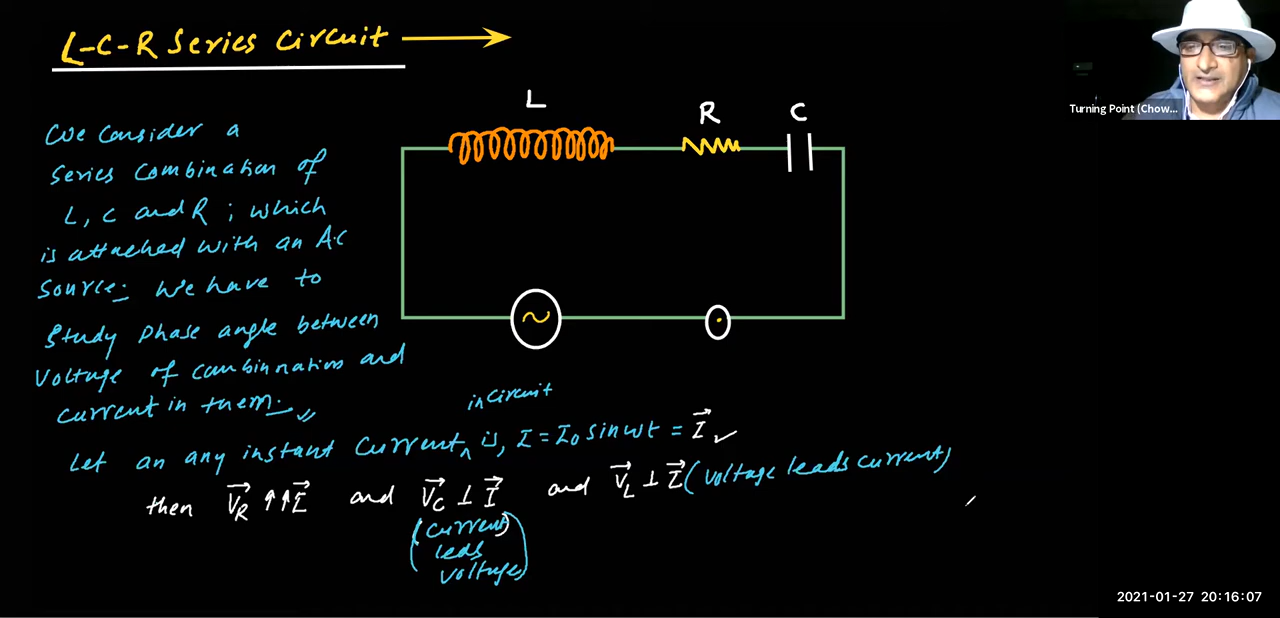 L-C-R Series Circuit
We Consider a
Series Combination of
L, C and R ; which
is attached with an A.C
Source. We have to
Study phase angle between
Voltage of combinnation and
Current in them.
L
R
C
Turning Point (Chow...
in circuit
Let an any instant Current ^ is, I = I₀ sinωt = I⃗ ✓
then V⃗R ↑↑ I⃗ and V⃗C ⊥ I⃗ and V⃗L ⊥ I⃗ (Voltage leads current)
(Current)
leads
voltage)
2021-01-27 20:16:07